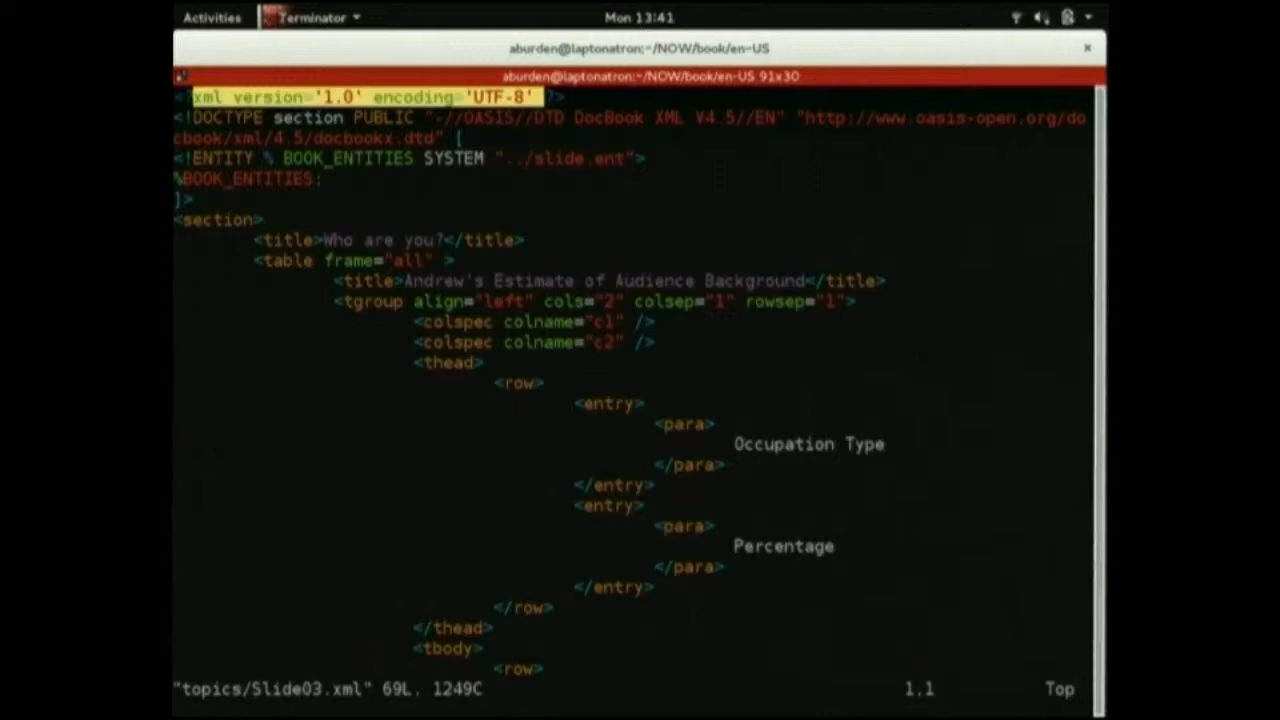 Activities Terminator Mon 13:41
aburden@laptonatron:~/NOW/book/en-US ×
aburden@laptonatron:~/NOW/book/en-US 91x30
<?xml version='1.0' encoding='UTF-8' ?>
<!DOCTYPE section PUBLIC "-//OASIS//DTD DocBook XML V4.5//EN" "http://www.oasis-open.org/do
cbook/xml/4.5/docbookx.dtd" [
<!ENTITY % BOOK_ENTITIES SYSTEM "../slide.ent">
%BOOK_ENTITIES;
]>
<section>
<title>Who are you?</title>
<table frame="all" >
<title>Andrew's Estimate of Audience Background</title>
<tgroup align="left" cols="2" colsep="1" rowsep="1">
<colspec colname="c1" />
<colspec colname="c2" />
<thead>
<row>
<entry>
<para>
Occupation Type
</para>
</entry>
<entry>
<para>
Percentage
</para>
</entry>
</row>
</thead>
<tbody>
<row>
"topics/Slide03.xml" 69L, 1249C 1,1 Top